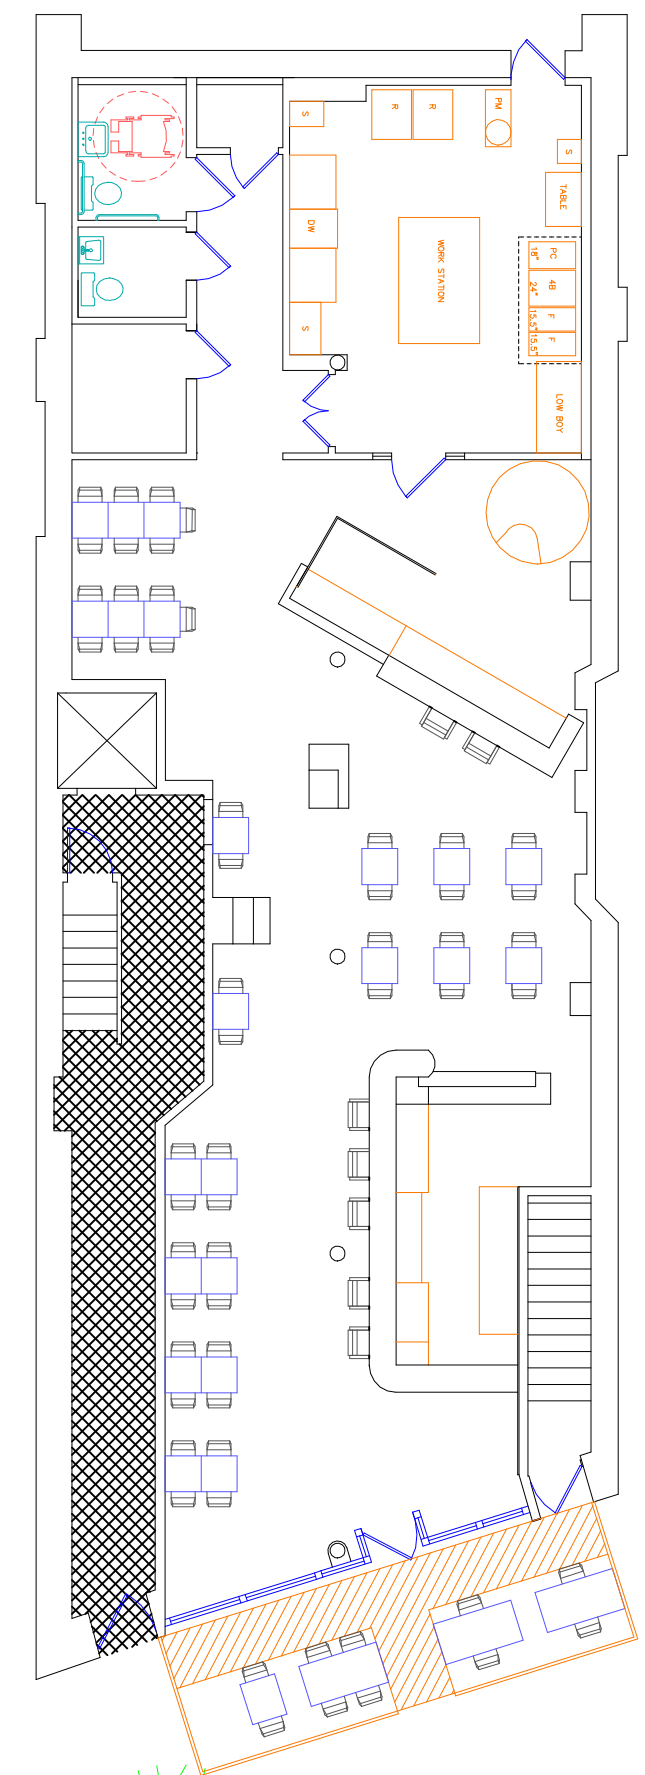 S
R
R
PM
S
TABLE
DW
WORK STATION
PC
18"
4B
24"
F
15.5"
F
15.5"
S
LOW BOY